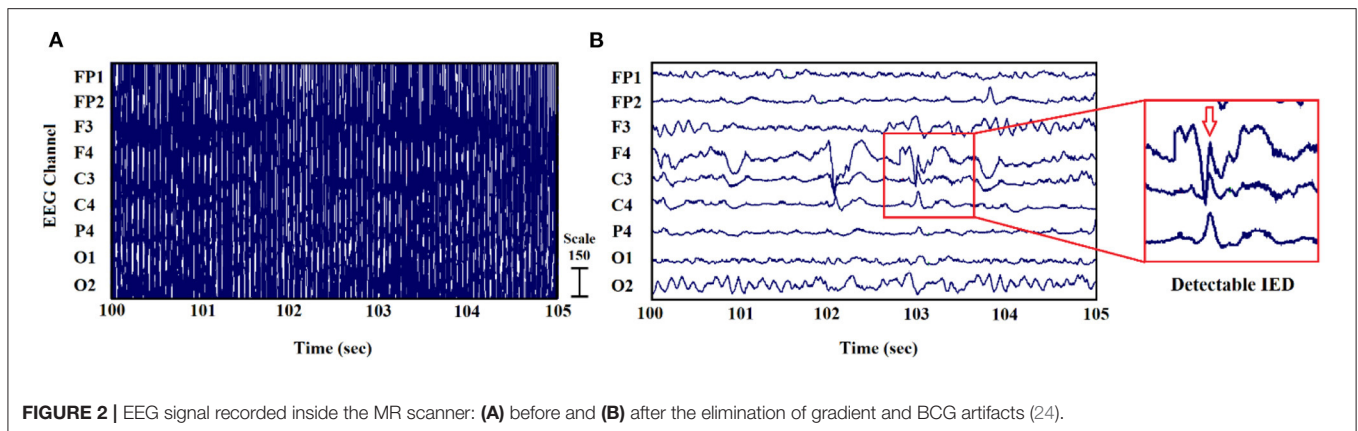 A
B
FP1
FP2
F3
F4
C3
C4
P4
O1
O2
EEG Channel
Scale
150
100 101 102 103 104 105
Time (sec)
FP1
FP2
F3
F4
C3
C4
P4
O1
O2
100 101 102 103 104 105
Time (sec)
Detectable IED
FIGURE 2 | EEG signal recorded inside the MR scanner: (A) before and (B) after the elimination of gradient and BCG artifacts (24).